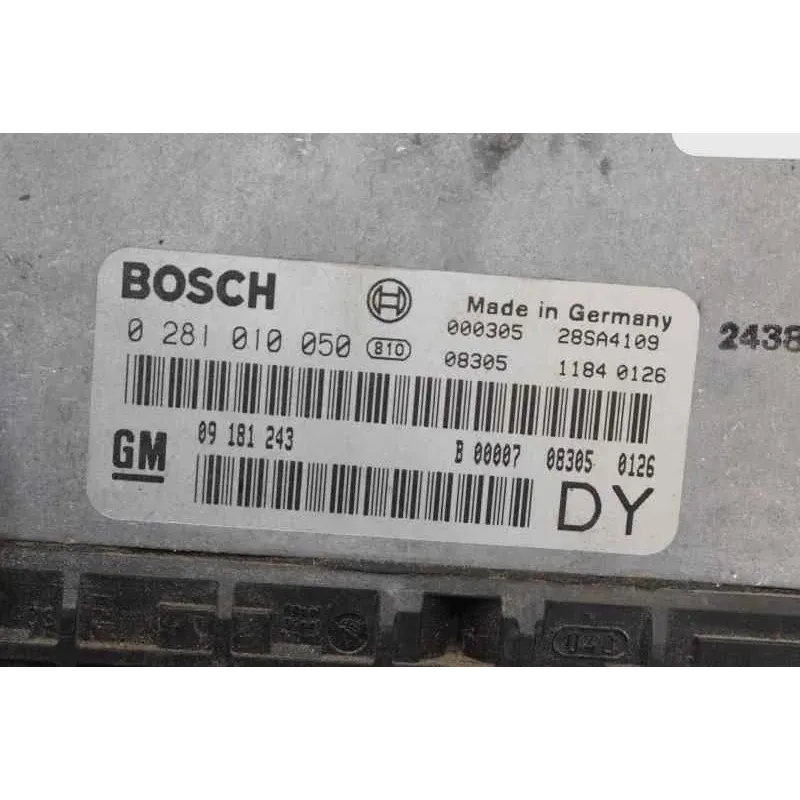 BOSCH Made in Germany
0 281 010 050 810 000305 28SA4109
08305 1184 0126
GM 09 181 243 B 00007 08305 0126
DY
2438